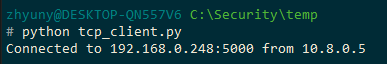 zhyuny@DESKTOP-QN557V6 C:\Security\temp
# python tcp_client.py
Connected to 192.168.0.248:5000 from 10.8.0.5